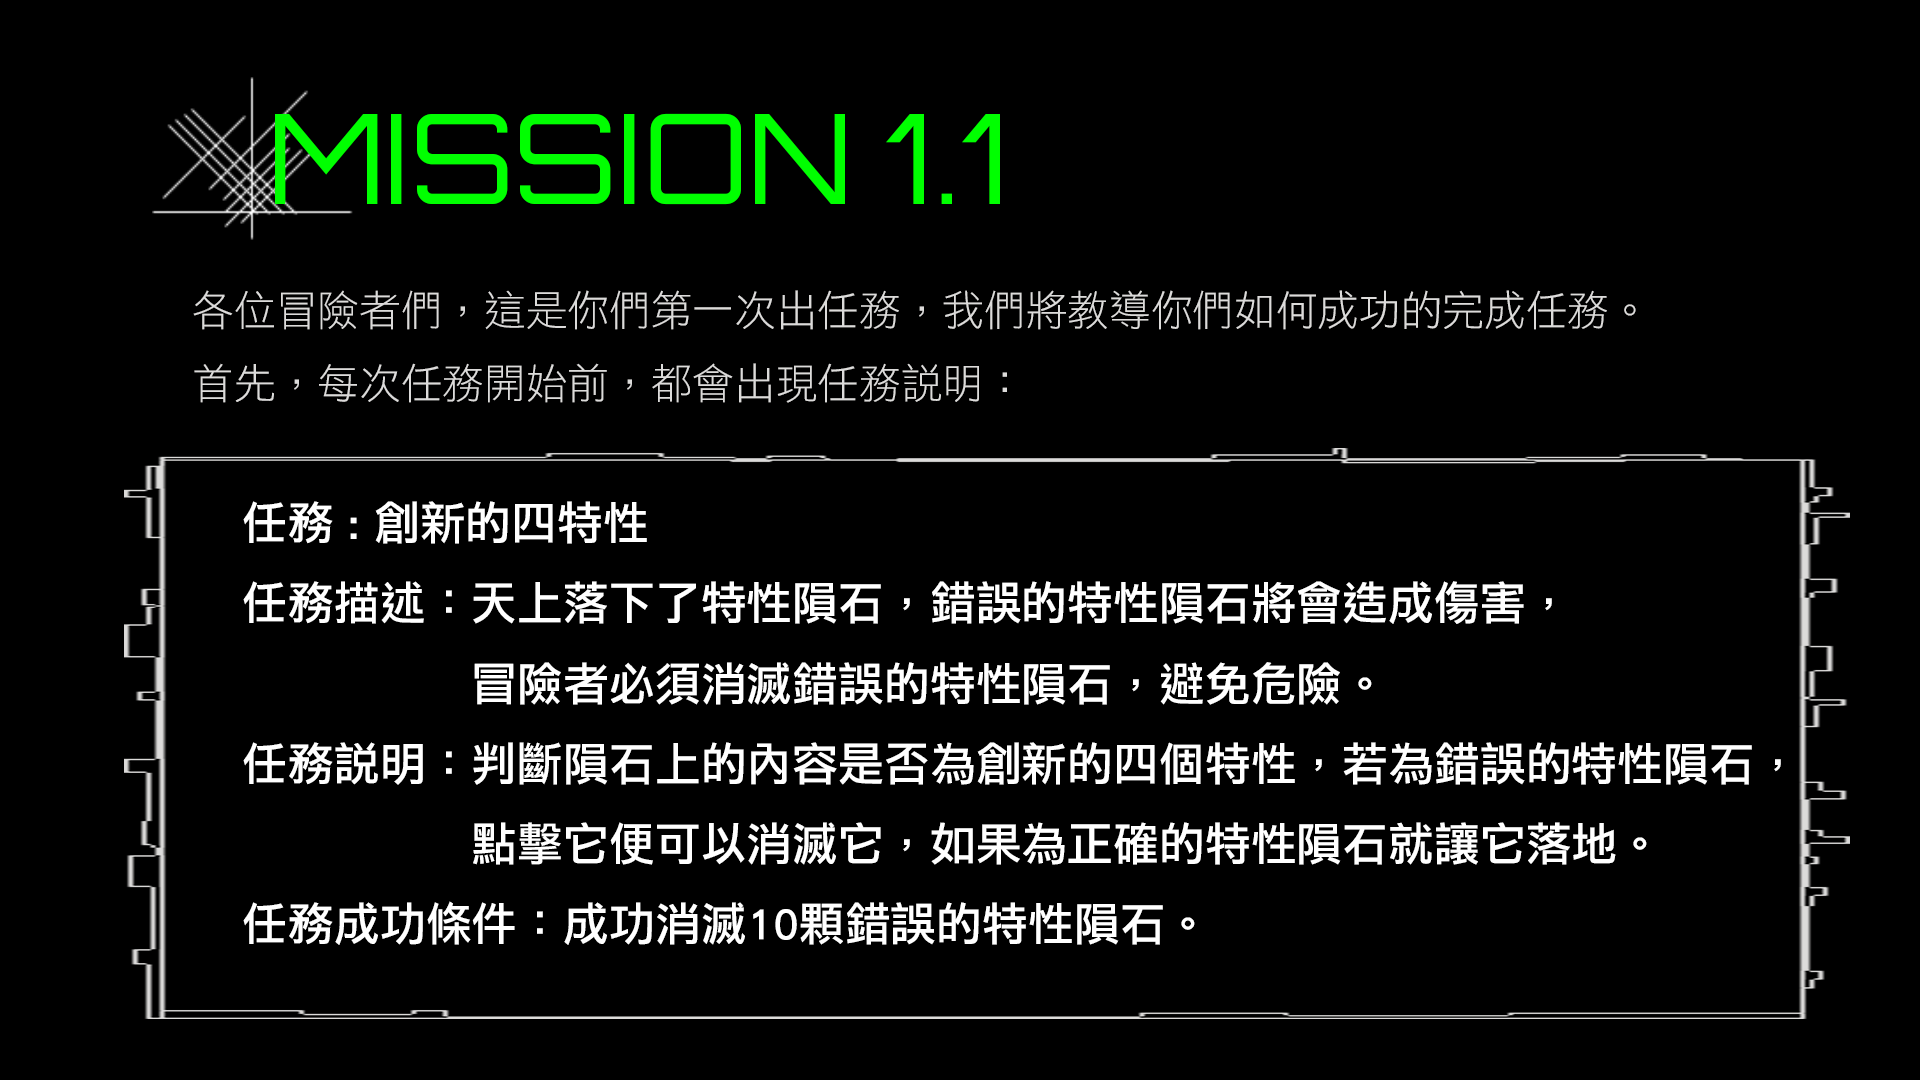 MISSION 1.1
各位冒險者們，這是你們第一次出任務，我們將教導你們如何成功的完成任務。
首先，每次任務開始前，都會出現任務説明：
任務 : 創新的四特性
任務描述：天上落下了特性隕石，錯誤的特性隕石將會造成傷害，
冒險者必須消滅錯誤的特性隕石，避免危險。
任務説明：判斷隕石上的內容是否為創新的四個特性，若為錯誤的特性隕石，
點擊它便可以消滅它，如果為正確的特性隕石就讓它落地。
任務成功條件：成功消滅10顆錯誤的特性隕石。